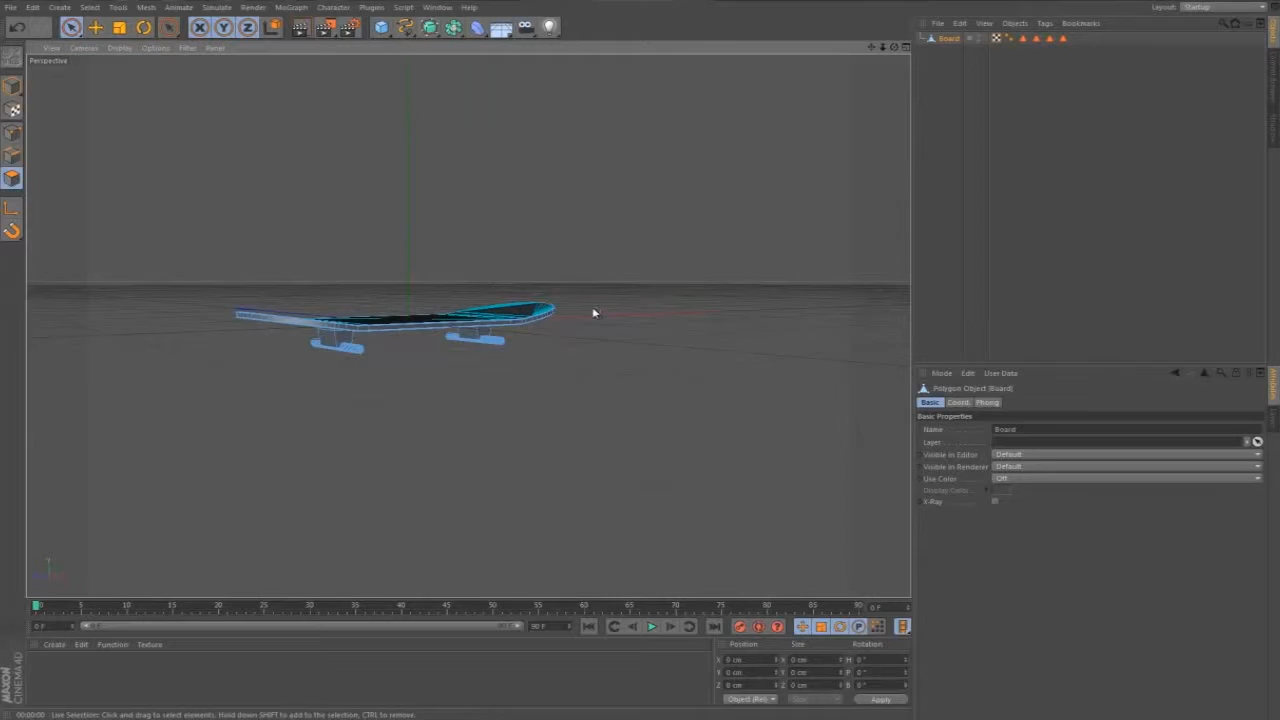 File Edit Create Select Tools Mesh Animate Simulate Render MoGraph Character Plugins Script Window Help
Layout: Startup
File Edit View Objects Tags Bookmarks
Board
View Cameras Display Options Filter Panel
Perspective
Mode Edit User Data
Polygon Object [Board]
Basic Coord. Phong
Basic Properties
Name Board
Layer
Visible in Editor Default
Visible in Renderer Default
Use Color Off
Display Color
X-Ray
0 5 10 15 20 25 30 35 40 45 50 55 60 65 70 75 80 85 90 0 F
0 F 90 F
Create Edit Function Texture
Position Size Rotation
X 0 cm X 0 cm H 0 °
Y 0 cm Y 0 cm P 0 °
Z 0 cm Z 0 cm B 0 °
Object (Rel) Size Apply
MAXON CINEMA4D
00:00:00 Live Selection: Click and drag to select elements. Hold down SHIFT to add to the selection, CTRL to remove.